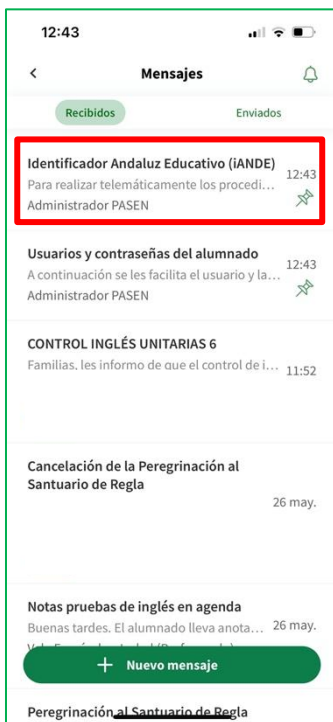 12:43
Mensajes
Recibidos
Enviados
Identificador Andaluz Educativo (iANDE)
12:43
Para realizar telemáticamente los procedi...
Administrador PASEN
Usuarios y contraseñas del alumnado
12:43
A continuación se les facilita el usuario y la...
Administrador PASEN
CONTROL INGLÉS UNITARIAS 6
Familias, les informo de que el control de i...
11:52
Cancelación de la Peregrinación al
Santuario de Regla
26 may.
Notas pruebas de inglés en agenda
Buenas tardes. El alumnado lleva anota...
26 may.
+ Nuevo mensaje
Peregrinación al Santuario de Regla